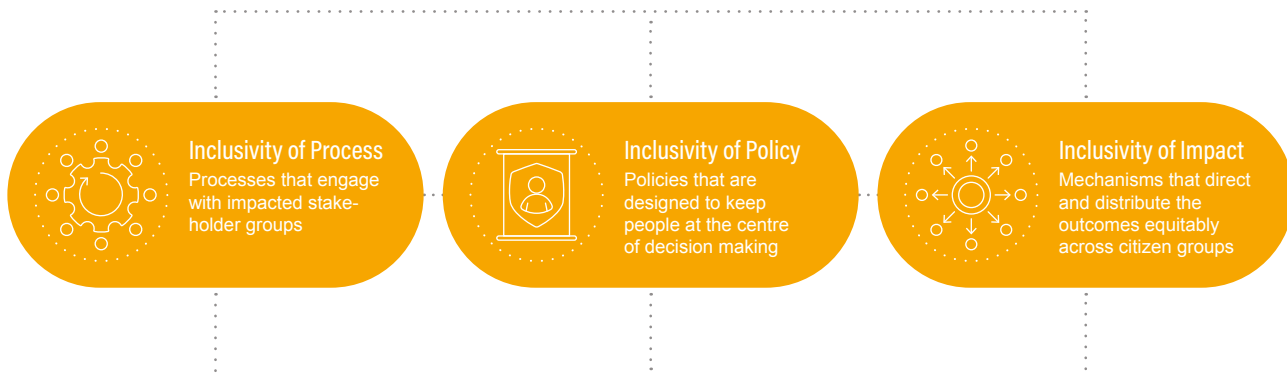 Inclusivity of Process
Processes that engage
with impacted stake-
holder groups
Inclusivity of Policy
Policies that are
designed to keep
people at the centre
of decision making
Inclusivity of Impact
Mechanisms that direct
and distribute the
outcomes equitably
across citizen groups